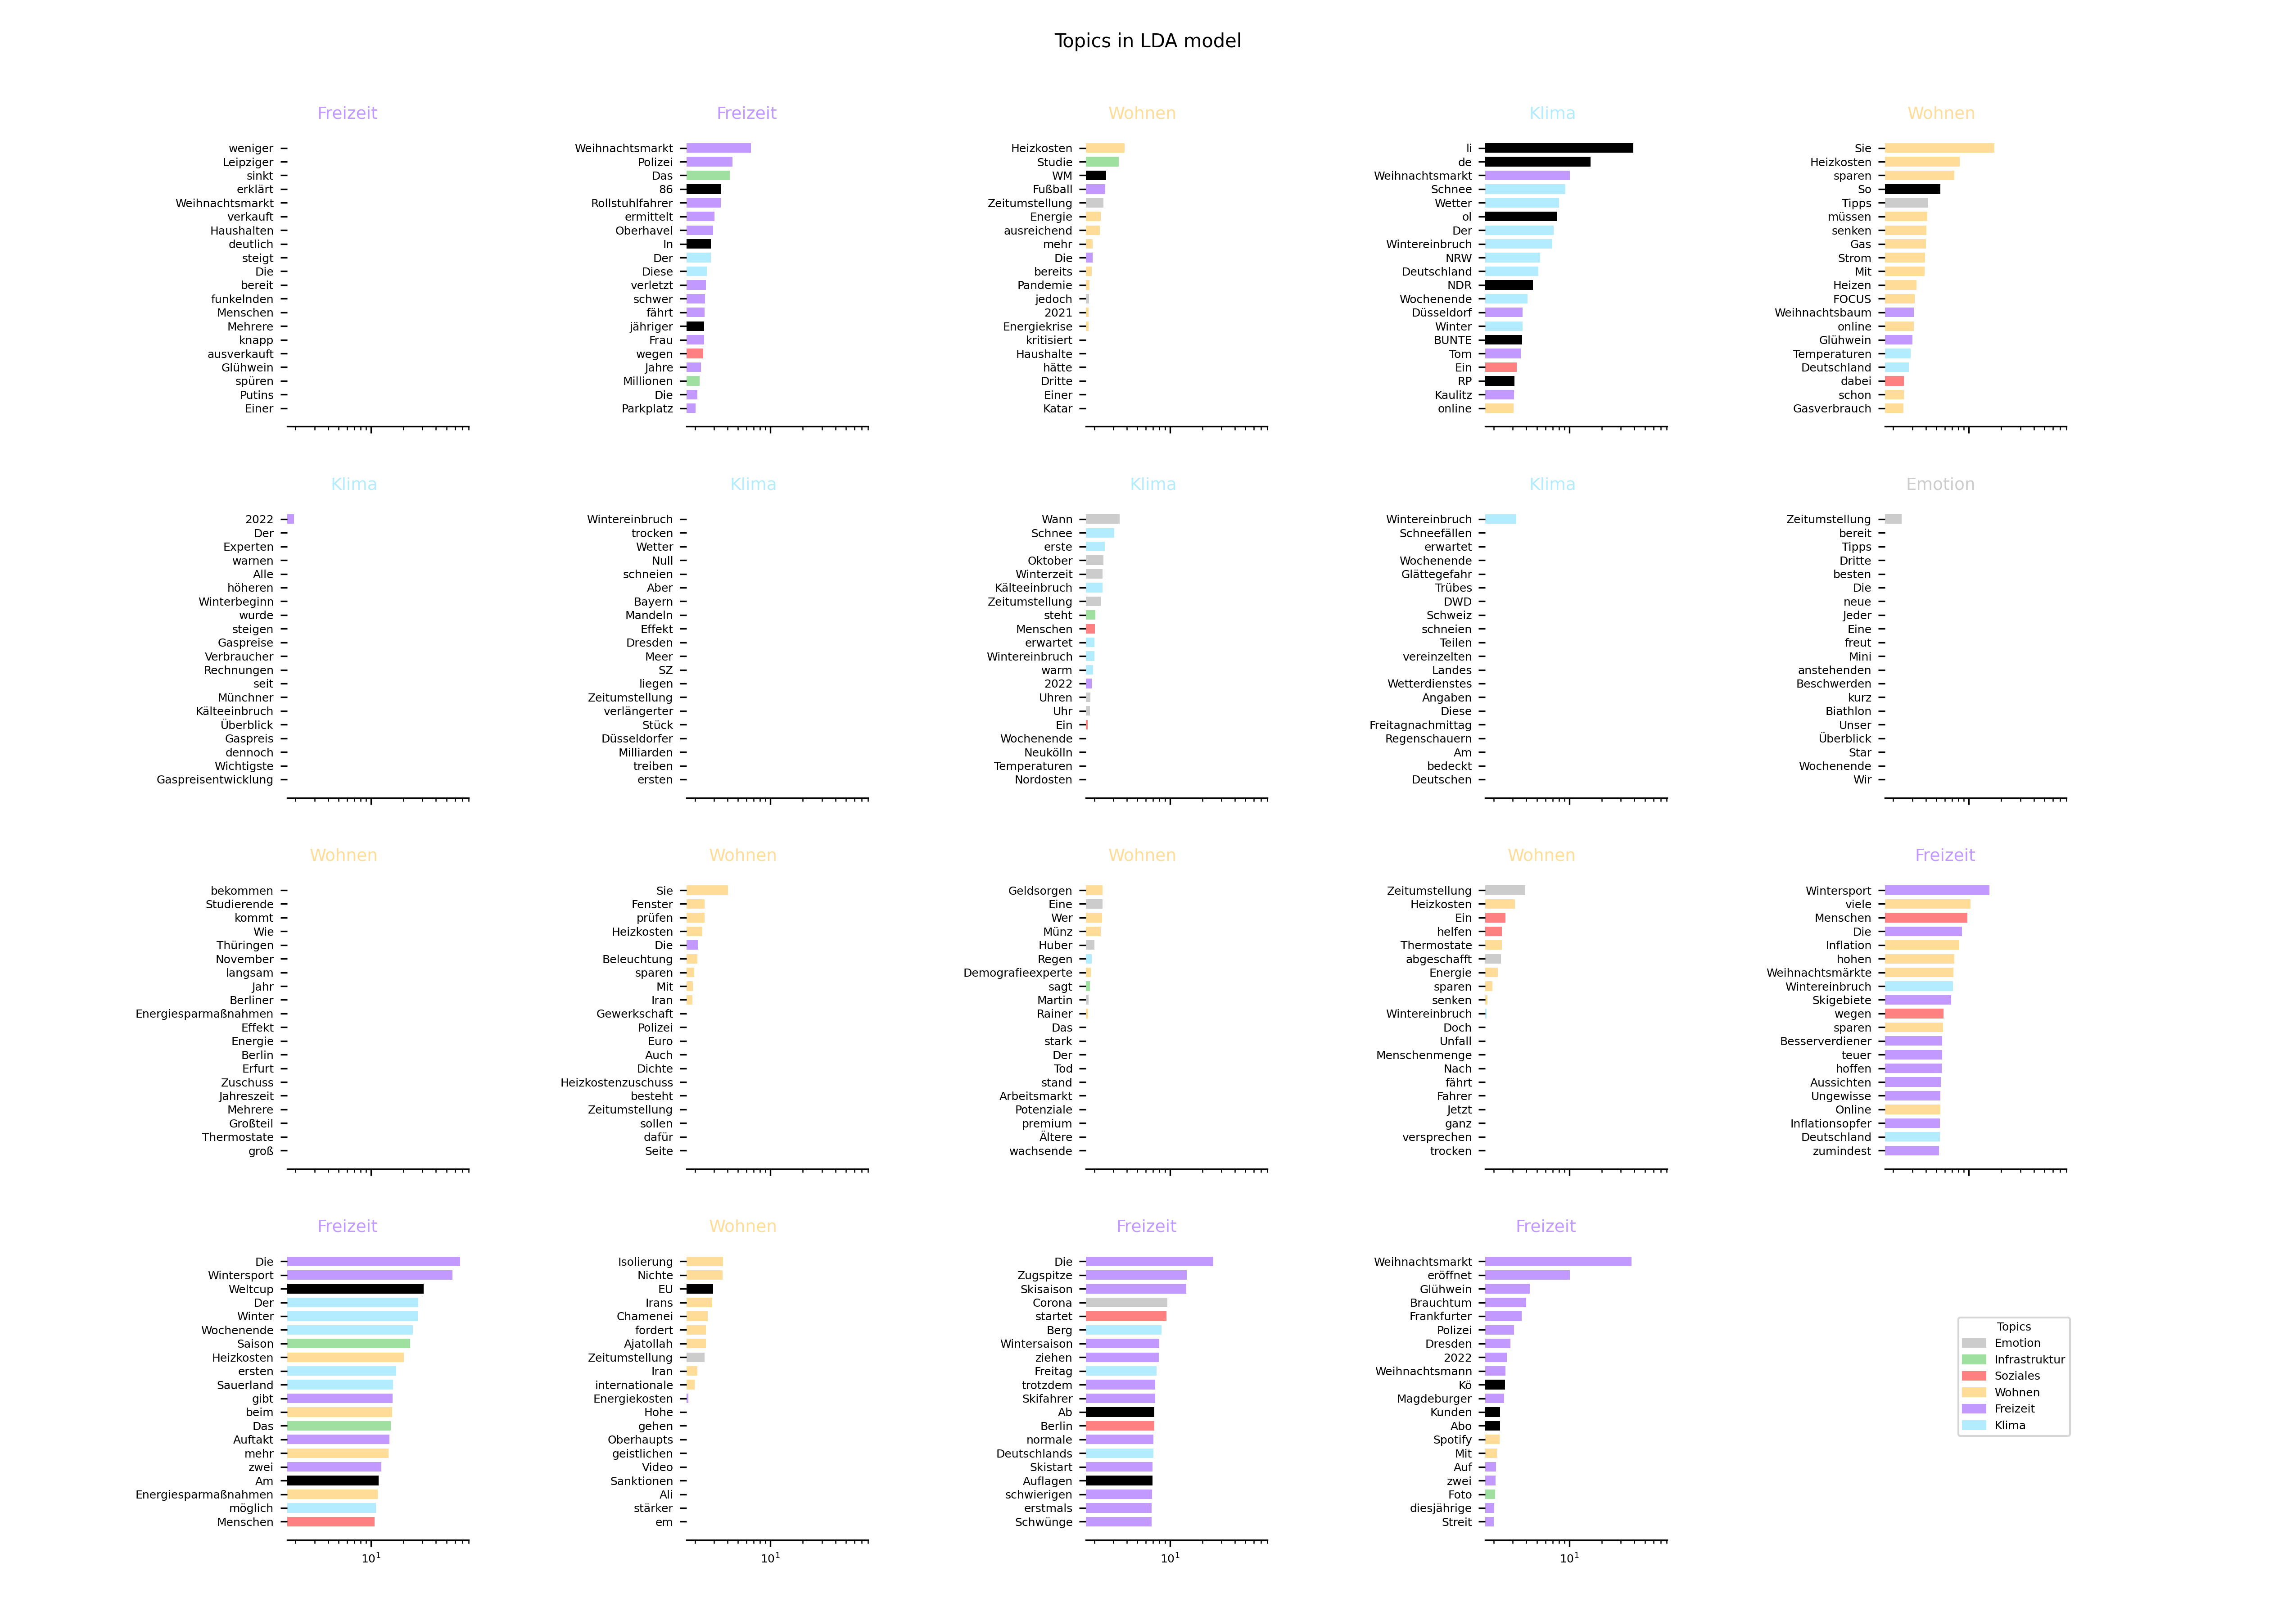 Topics in LDA model
Freizeit
weniger
Leipziger
sinkt
erklärt
Weihnachtsmarkt
verkauft
Haushalten
deutlich
steigt
Die
bereit
funkelnden
Menschen
Mehrere
knapp
ausverkauft
Glühwein
spüren
Putins
Einer
Freizeit
Weihnachtsmarkt
Polizei
Das
86
Rollstuhlfahrer
ermittelt
Oberhavel
In
Der
Diese
verletzt
schwer
fährt
jähriger
Frau
wegen
Jahre
Millionen
Die
Parkplatz
Wohnen
Heizkosten
Studie
WM
Fußball
Zeitumstellung
Energie
ausreichend
mehr
Die
bereits
Pandemie
jedoch
2021
Energiekrise
kritisiert
Haushalte
hätte
Dritte
Einer
Katar
Klima
li
de
Weihnachtsmarkt
Schnee
Wetter
ol
Der
Wintereinbruch
NRW
Deutschland
NDR
Wochenende
Düsseldorf
Winter
BUNTE
Tom
Ein
RP
Kaulitz
online
Wohnen
Sie
Heizkosten
sparen
So
Tipps
müssen
senken
Gas
Strom
Mit
Heizen
FOCUS
Weihnachtsbaum
online
Glühwein
Temperaturen
Deutschland
dabei
schon
Gasverbrauch
Klima
2022
Der
Experten
warnen
Alle
höheren
Winterbeginn
wurde
steigen
Gaspreise
Verbraucher
Rechnungen
seit
Münchner
Kälteeinbruch
Überblick
Gaspreis
dennoch
Wichtigste
Gaspreisentwicklung
Klima
Wintereinbruch
trocken
Wetter
Null
schneien
Aber
Bayern
Mandeln
Effekt
Dresden
Meer
SZ
liegen
Zeitumstellung
verlängerter
Stück
Düsseldorfer
Milliarden
treiben
ersten
Klima
Wann
Schnee
erste
Oktober
Winterzeit
Kälteeinbruch
Zeitumstellung
steht
Menschen
erwartet
Wintereinbruch
warm
2022
Uhren
Uhr
Ein
Wochenende
Neukölln
Temperaturen
Nordosten
Klima
Wintereinbruch
Schneefällen
erwartet
Wochenende
Glättegefahr
Trübes
DWD
Schweiz
schneien
Teilen
vereinzelten
Landes
Wetterdienstes
Angaben
Diese
Freitagnachmittag
Regenschauern
Am
bedeckt
Deutschen
Emotion
Zeitumstellung
bereit
Tipps
Dritte
besten
Die
neue
Jeder
Eine
freut
Mini
anstehenden
Beschwerden
kurz
Biathlon
Unser
Überblick
Star
Wochenende
Wir
Wohnen
bekommen
Studierende
kommt
Wie
Thüringen
November
langsam
Jahr
Berliner
Energiesparmaßnahmen
Effekt
Energie
Berlin
Erfurt
Zuschuss
Jahreszeit
Mehrere
Großteil
Thermostate
groß
Wohnen
Sie
Fenster
prüfen
Heizkosten
Die
Beleuchtung
sparen
Mit
Iran
Gewerkschaft
Polizei
Euro
Auch
Dichte
Heizkostenzuschuss
besteht
Zeitumstellung
sollen
dafür
Seite
Wohnen
Geldsorgen
Eine
Wer
Münz
Huber
Regen
Demografieexperte
sagt
Martin
Rainer
Das
stark
Der
Tod
stand
Arbeitsmarkt
Potenziale
premium
Ältere
wachsende
Wohnen
Zeitumstellung
Heizkosten
Ein
helfen
Thermostate
abgeschafft
Energie
sparen
senken
Wintereinbruch
Doch
Unfall
Menschenmenge
Nach
fährt
Fahrer
Jetzt
ganz
versprechen
trocken
Freizeit
Wintersport
viele
Menschen
Die
Inflation
hohen
Weihnachtsmärkte
Wintereinbruch
Skigebiete
wegen
sparen
Besserverdiener
teuer
hoffen
Aussichten
Ungewisse
Online
Inflationsopfer
Deutschland
zumindest
Freizeit
Die
Wintersport
Weltcup
Der
Winter
Wochenende
Saison
Heizkosten
ersten
Sauerland
gibt
beim
Das
Auftakt
mehr
zwei
Am
Energiesparmaßnahmen
möglich
Menschen
10¹
Wohnen
Isolierung
Nichte
EU
Irans
Chamenei
fordert
Ajatollah
Zeitumstellung
Iran
internationale
Energiekosten
Hohe
gehen
Oberhaupts
geistlichen
Video
Sanktionen
Ali
stärker
em
10¹
Freizeit
Die
Zugspitze
Skisaison
Corona
startet
Berg
Wintersaison
ziehen
Freitag
trotzdem
Skifahrer
Ab
Berlin
normale
Deutschlands
Skistart
Auflagen
schwierigen
erstmals
Schwünge
10¹
Freizeit
Weihnachtsmarkt
eröffnet
Glühwein
Brauchtum
Frankfurter
Polizei
Dresden
2022
Weihnachtsmann
Kö
Magdeburger
Kunden
Abo
Spotify
Mit
Auf
zwei
Foto
diesjährige
Streit
10¹
Topics
Emotion
Infrastruktur
Soziales
Wohnen
Freizeit
Klima